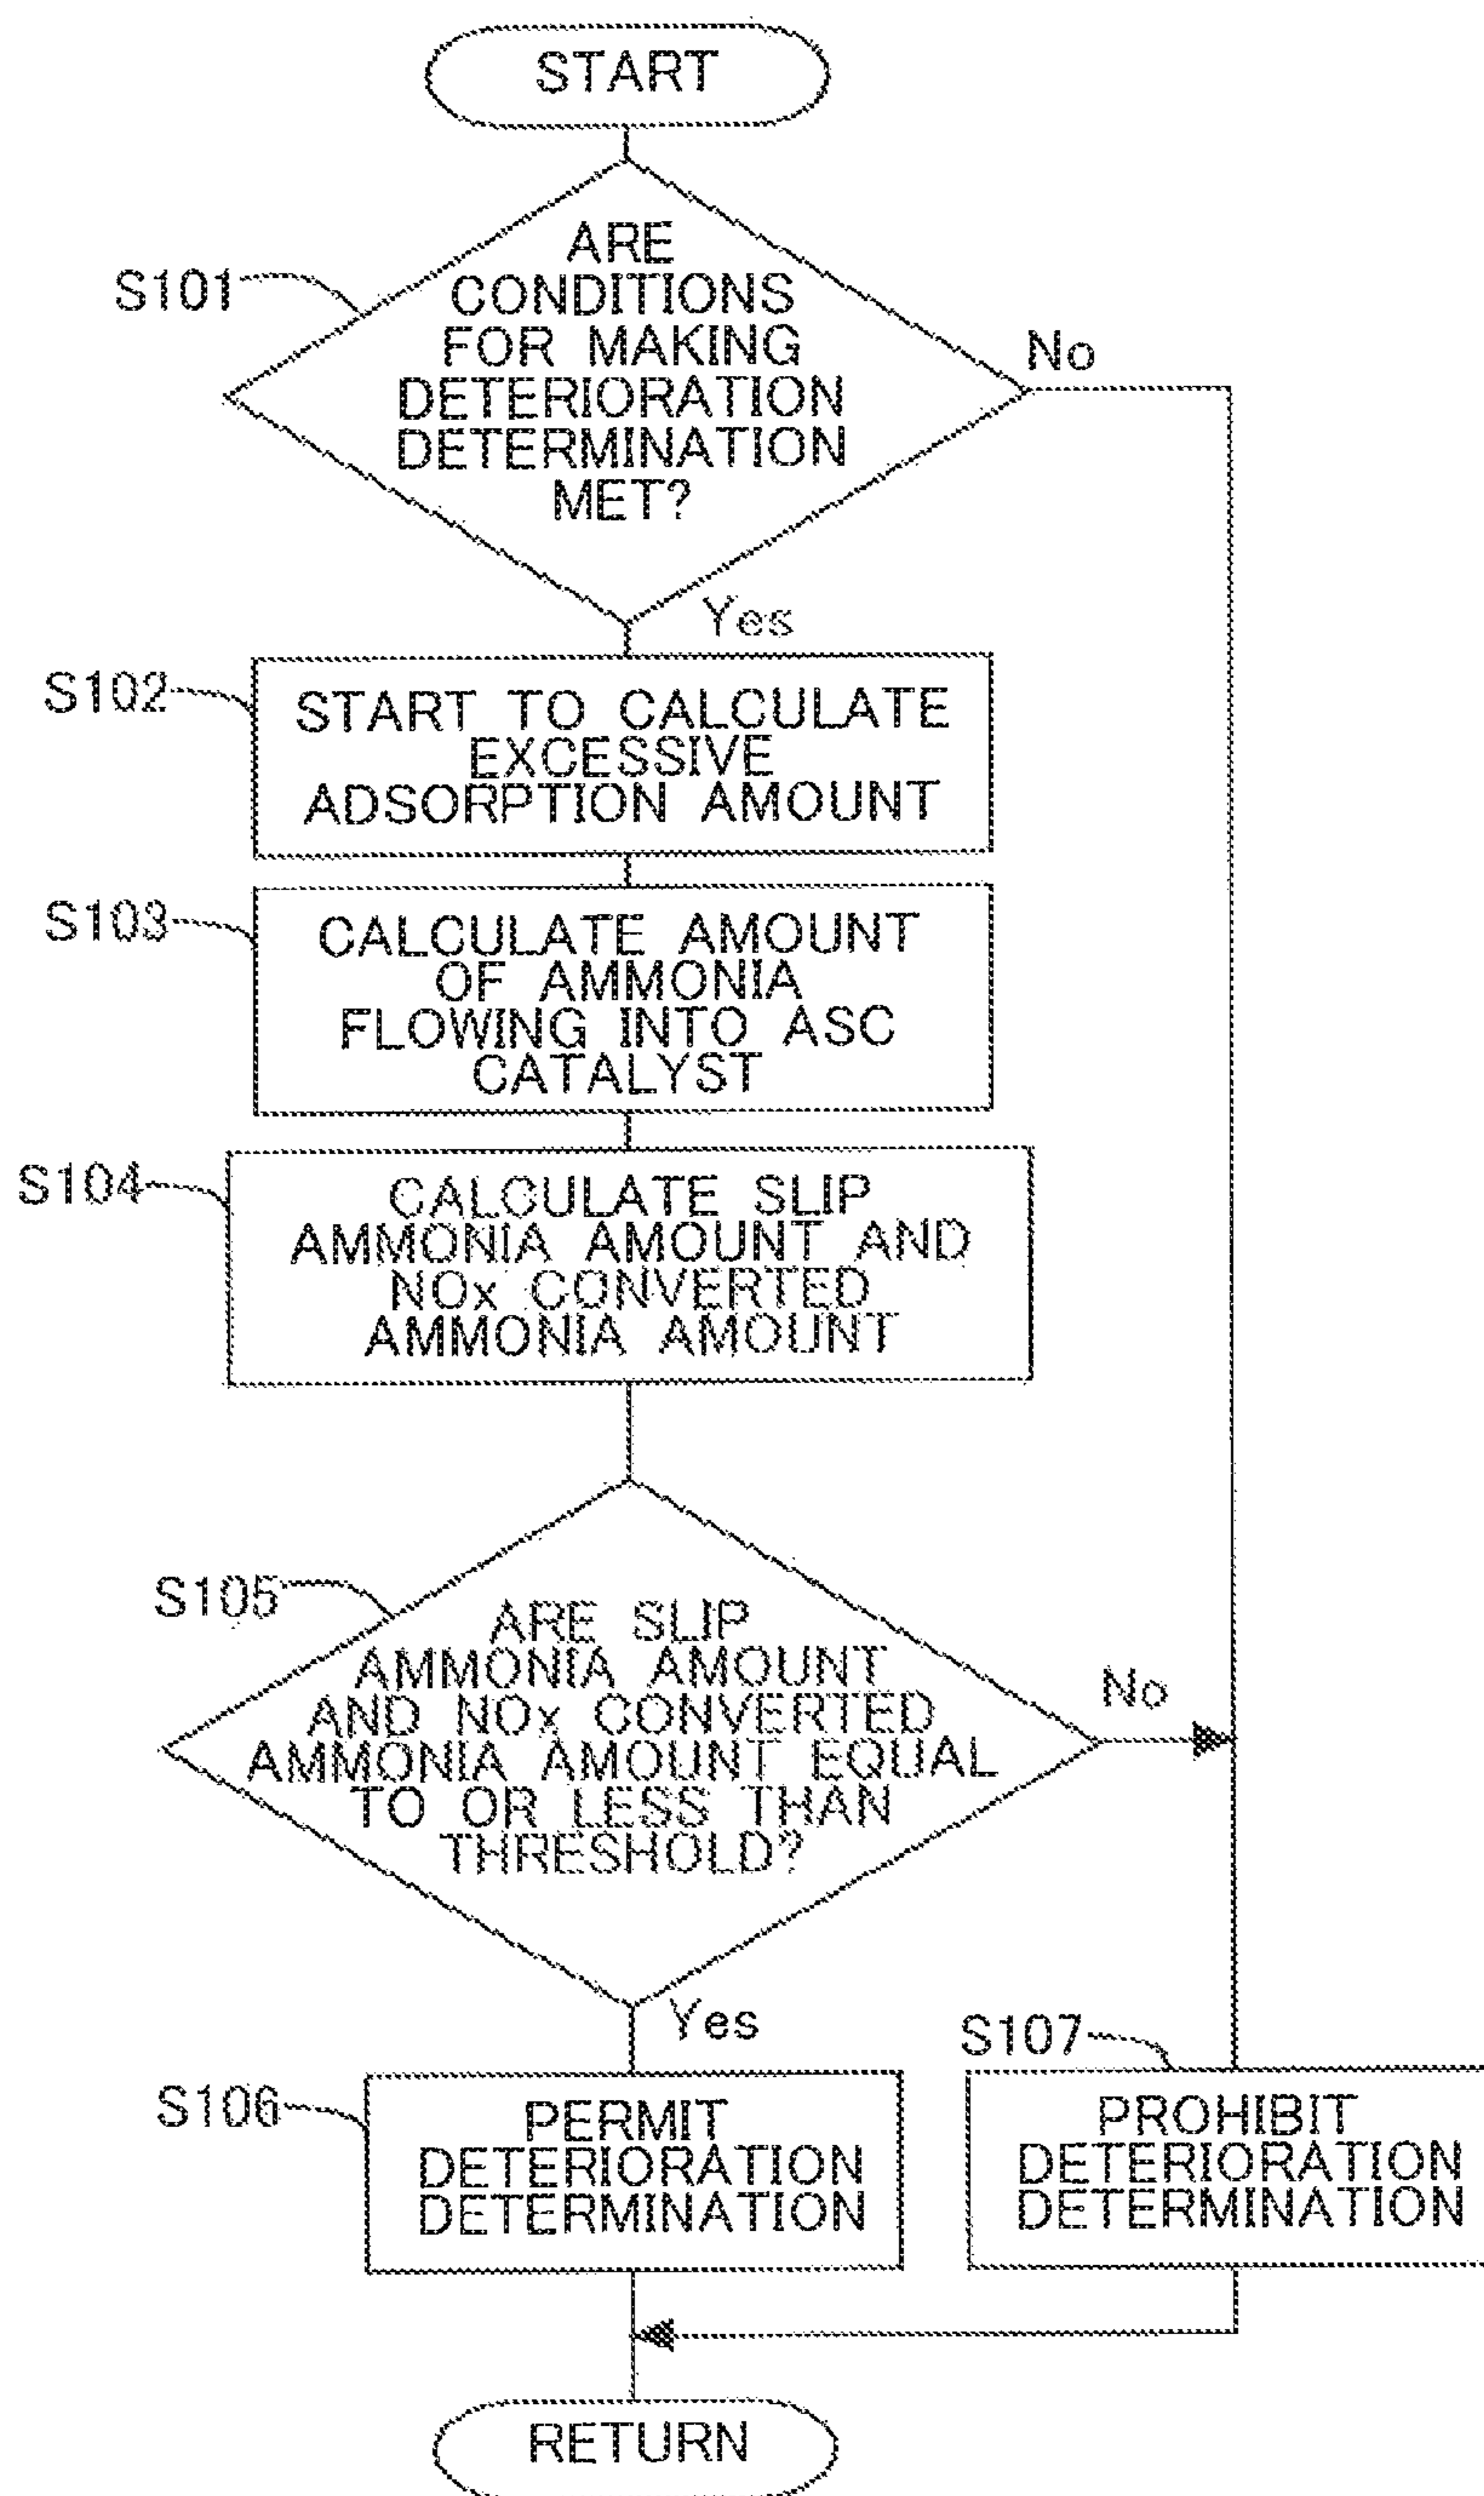 START
S101
ARE
CONDITIONS
FOR MAKING
DETERIORATION
DETERMINATION
MET?
No
Yes
S102
START TO CALCULATE
EXCESSIVE
ADSORPTION AMOUNT
S103
CALCULATE AMOUNT
OF AMMONIA
FLOWING INTO ASC
CATALYST
S104
CALCULATE SLIP
AMMONIA AMOUNT AND
NOx CONVERTED
AMMONIA AMOUNT
S105
ARE SLIP
AMMONIA AMOUNT
AND NOx CONVERTED
AMMONIA AMOUNT EQUAL
TO OR LESS THAN
THRESHOLD?
No
Yes
S106
PERMIT
DETERIORATION
DETERMINATION
S107
PROHIBIT
DETERIORATION
DETERMINATION
RETURN